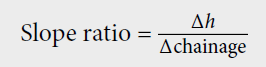 Slope ratio = Δh / Δchainage